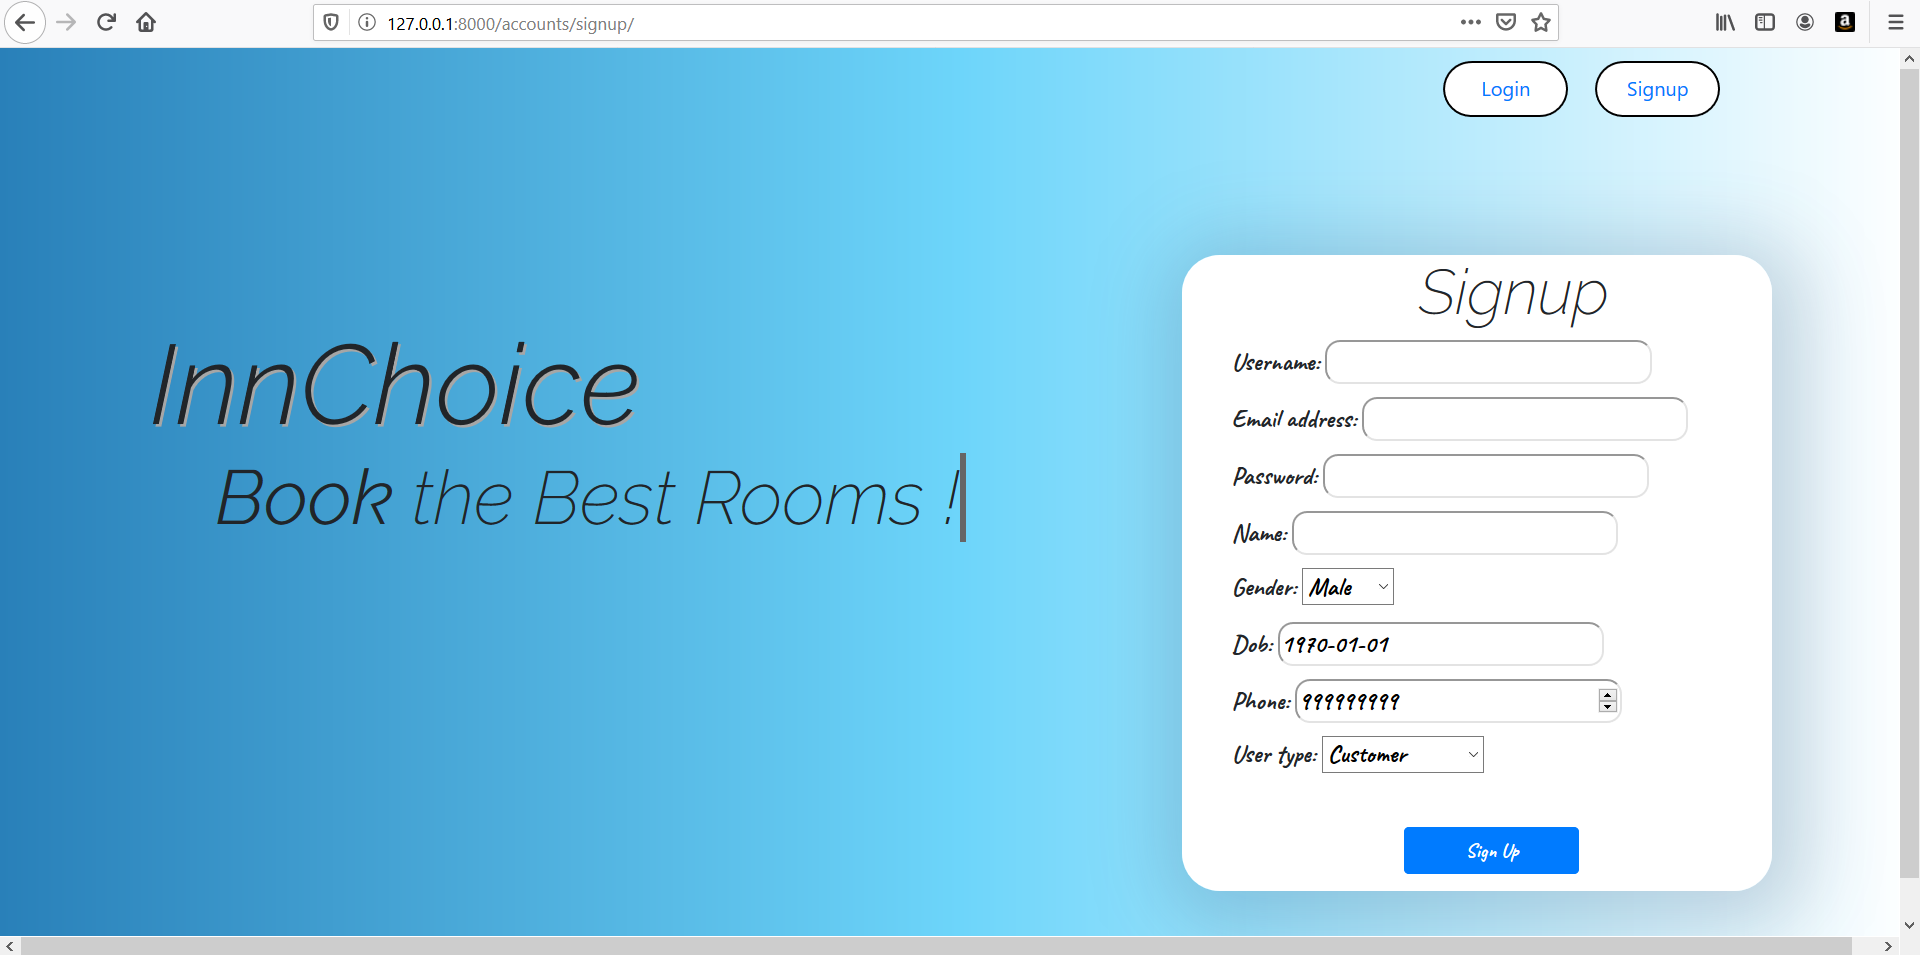 127.0.0.1:8000/accounts/signup/
Login
Signup
Signup
InnChoice
Book the Best Rooms !
Username:
Email address:
Password:
Name:
Gender: Male
Dob: 1970-01-01
Phone: 999999999
User type: Customer
Sign Up